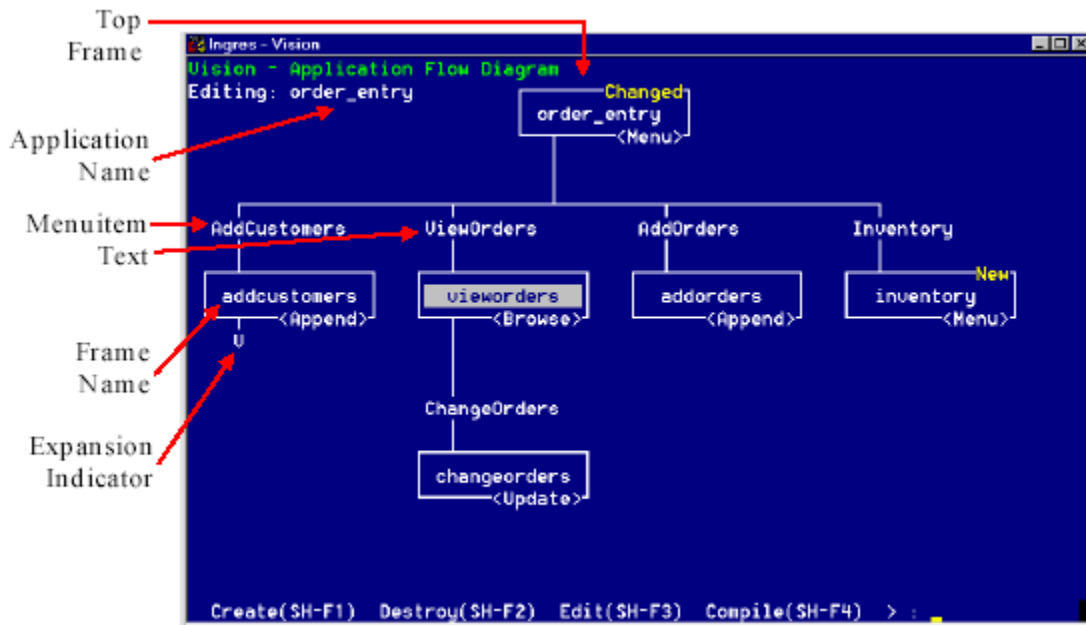 Top
Frame
Ingres - Vision
Vision - Application Flow Diagram
Editing: order_entry
Changed
order_entry
<Menu>
Application
Name
Menuitem
Text
AddCustomers ViewOrders AddOrders Inventory
New
addcustomers vieworders addorders inventory
<Append> <Browse> <Append> <Menu>
V
Frame
Name
ChangeOrders
Expansion
Indicator
changeorders
<Update>
Create(SH-F1) Destroy(SH-F2) Edit(SH-F3) Compile(SH-F4) > : _